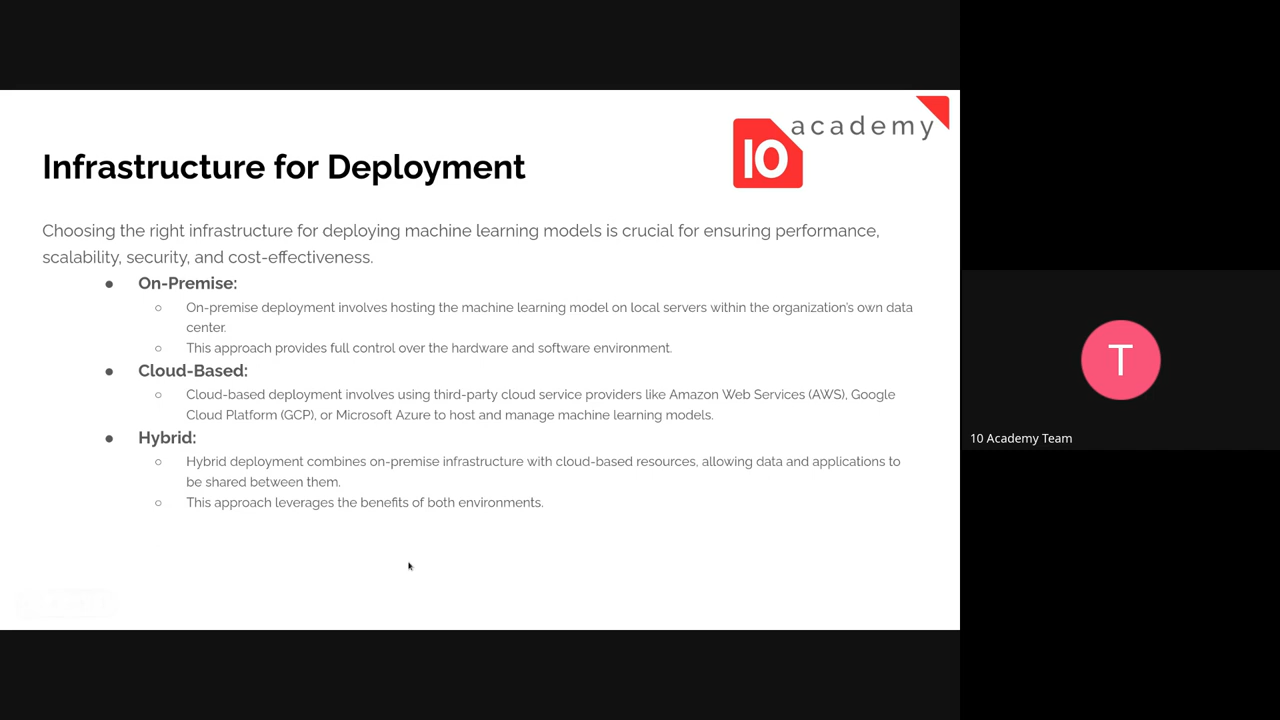 10 academy
Infrastructure for Deployment
Choosing the right infrastructure for deploying machine learning models is crucial for ensuring performance,
scalability, security, and cost-effectiveness.
● On-Premise:
○ On-premise deployment involves hosting the machine learning model on local servers within the organization's own data
center.
○ This approach provides full control over the hardware and software environment.
● Cloud-Based:
○ Cloud-based deployment involves using third-party cloud service providers like Amazon Web Services (AWS), Google
Cloud Platform (GCP), or Microsoft Azure to host and manage machine learning models.
● Hybrid:
○ Hybrid deployment combines on-premise infrastructure with cloud-based resources, allowing data and applications to
be shared between them.
○ This approach leverages the benefits of both environments.
T
10 Academy Team